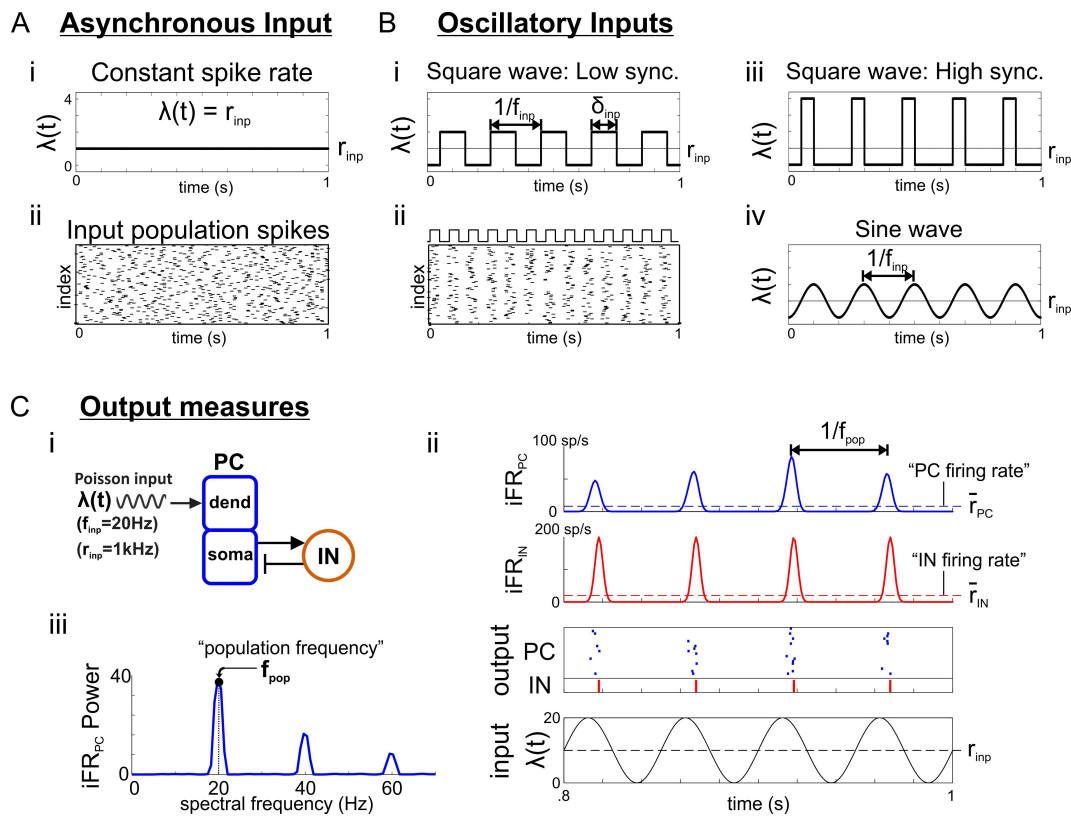 A Asynchronous Input
i Constant spike rate
λ(t) = r_inp
λ(t)
4
0
r_inp
0 time (s) 1
ii Input population spikes
index
0 time (s) 1
B Oscillatory Inputs
i Square wave: Low sync.
1/f_inp δ_inp
λ(t)
r_inp
0 time (s) 1
ii
index
0 time (s) 1
iii Square wave: High sync.
λ(t)
r_inp
0 time (s) 1
iv Sine wave
1/f_inp
λ(t)
r_inp
0 time (s) 1
C Output measures
i
PC
Poisson input
λ(t)
(f_inp=20Hz)
(r_inp=1kHz)
dend
soma
IN
ii
100 sp/s
1/f_pop
iFR_PC
0
"PC firing rate"
r̄_PC
200 sp/s
iFR_IN
0
"IN firing rate"
r̄_IN
output
PC
IN
input
λ(t)
20
0
r_inp
.8 time (s) 1
iii
"population frequency"
f_pop
iFR_PC Power
40
0
0 20 40 60
spectral frequency (Hz)